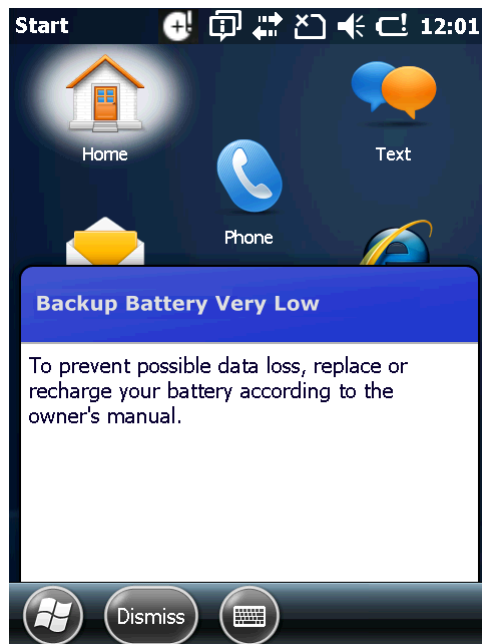 Start 12:01
Home
Text
Phone
Backup Battery Very Low
To prevent possible data loss, replace or
recharge your battery according to the
owner's manual.
Dismiss